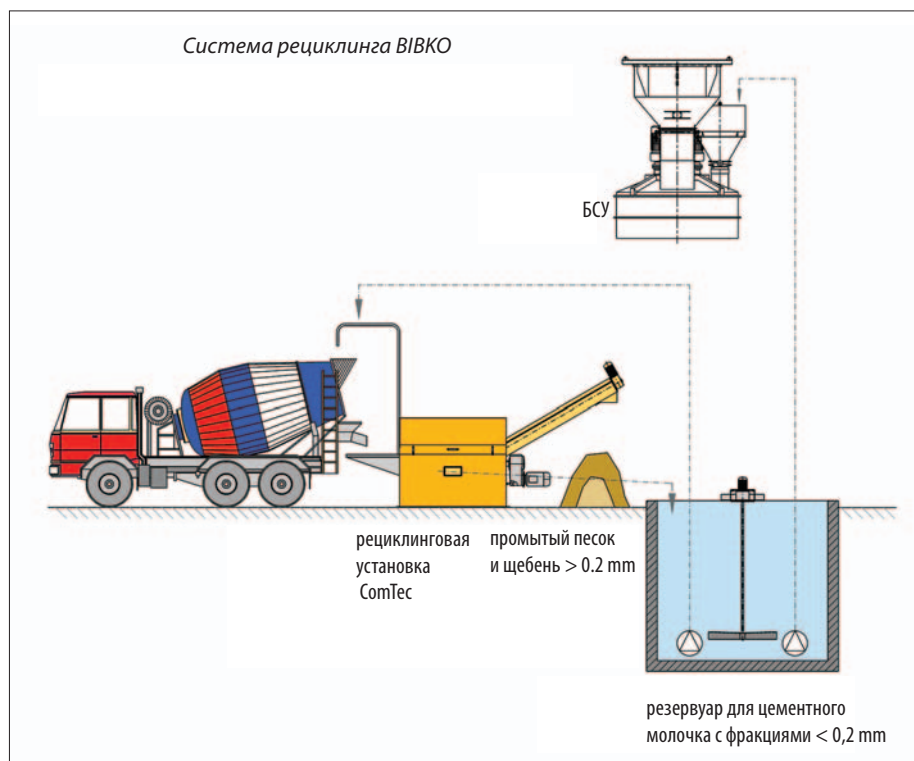 Система рециклинга BIBKO
БСУ
рециклинговая
установка
ComTec
промытый песок
и щебень > 0.2 mm
резервуар для цементного
молочка с фракциями < 0,2 mm